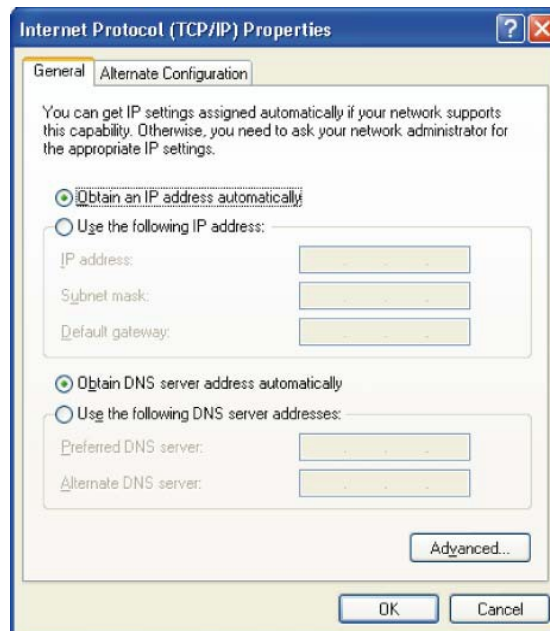 Internet Protocol (TCP/IP) Properties
General
Alternate Configuration
You can get IP settings assigned automatically if your network supports
this capability. Otherwise, you need to ask your network administrator for
the appropriate IP settings.
Obtain an IP address automatically
Use the following IP address:
IP address:
Subnet mask:
Default gateway:
Obtain DNS server address automatically
Use the following DNS server addresses:
Preferred DNS server:
Alternate DNS server:
Advanced...
OK
Cancel